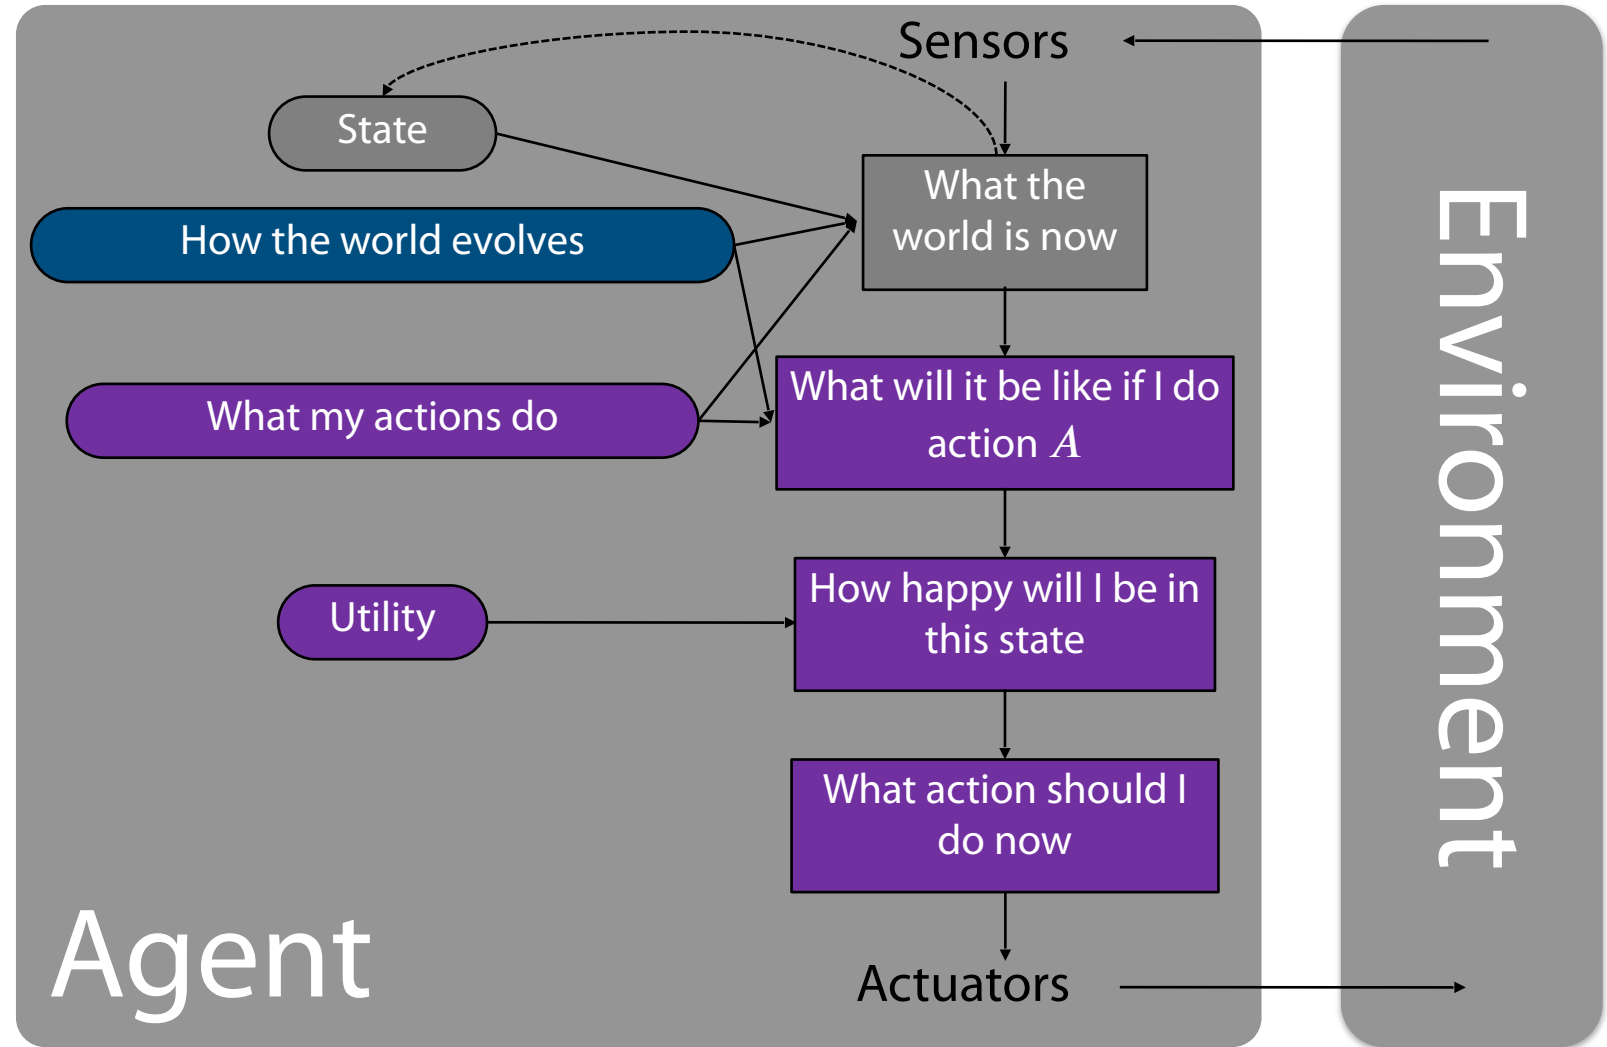 Sensors
State
What the
world is now
How the world evolves
What my actions do
What will it be like if I do
action A
Utility
How happy will I be in
this state
What action should I
do now
Agent
Actuators
Environment